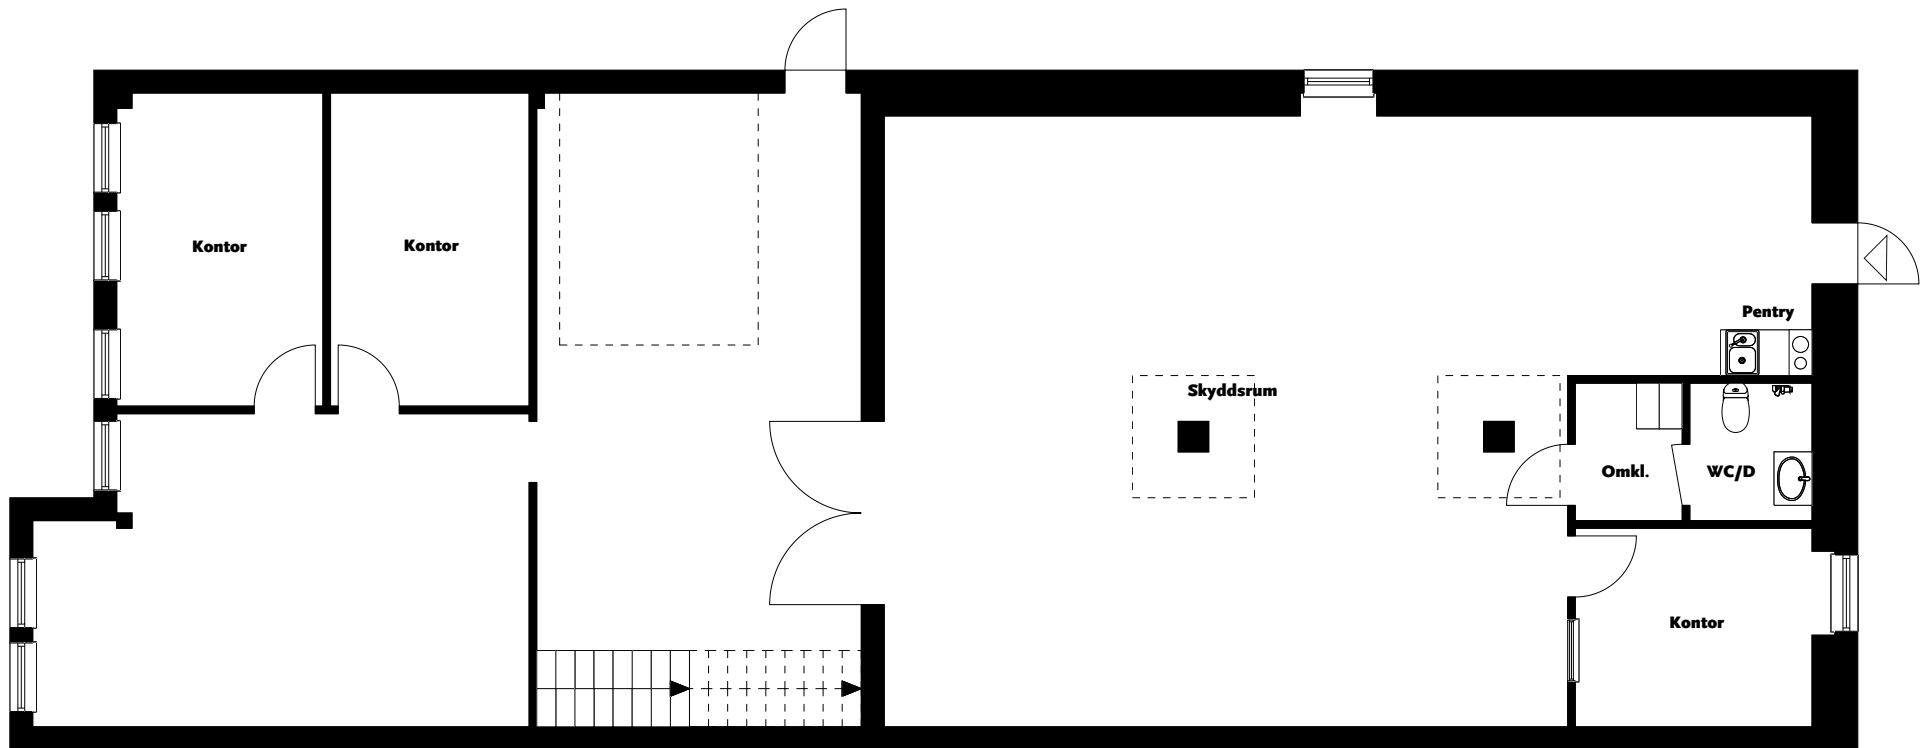 Kontor
Kontor
Pentry
Skyddsrum
Omkl.
WC/D
Kontor